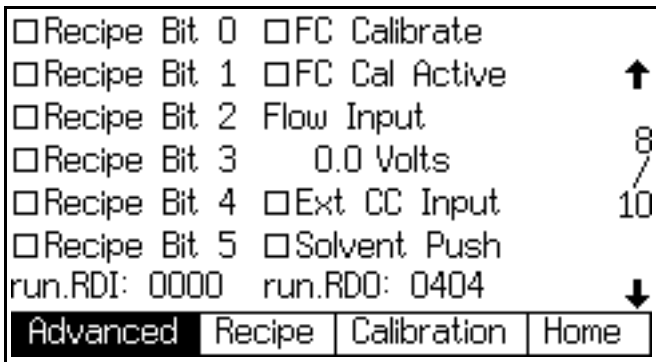 Recipe Bit 0 FC Calibrate
Recipe Bit 1 FC Cal Active
Recipe Bit 2 Flow Input
Recipe Bit 3 0.0 Volts
Recipe Bit 4 Ext CC Input
Recipe Bit 5 Solvent Push
8/10
run.RDI: 0000 run.RDO: 0404
Advanced Recipe Calibration Home